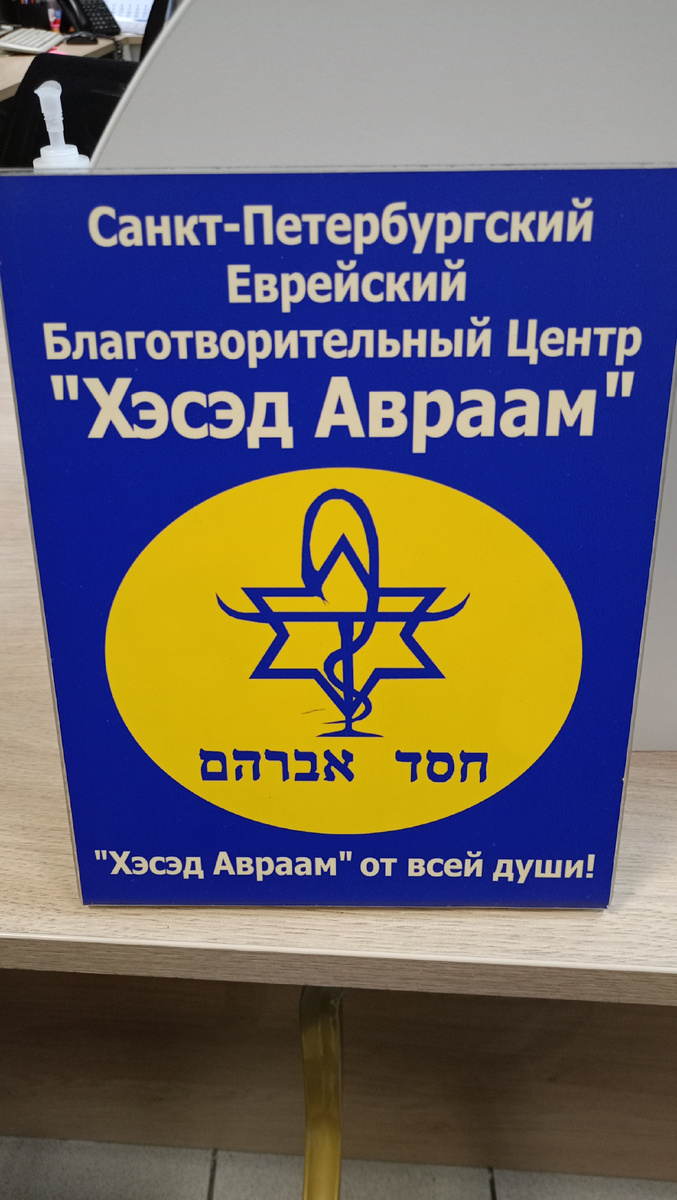 Санкт-Петербургский
Еврейский
Благотворительный Центр
"Хэсэд Авраам"
חסד אברהם
"Хэсэд Авраам" от всей души!